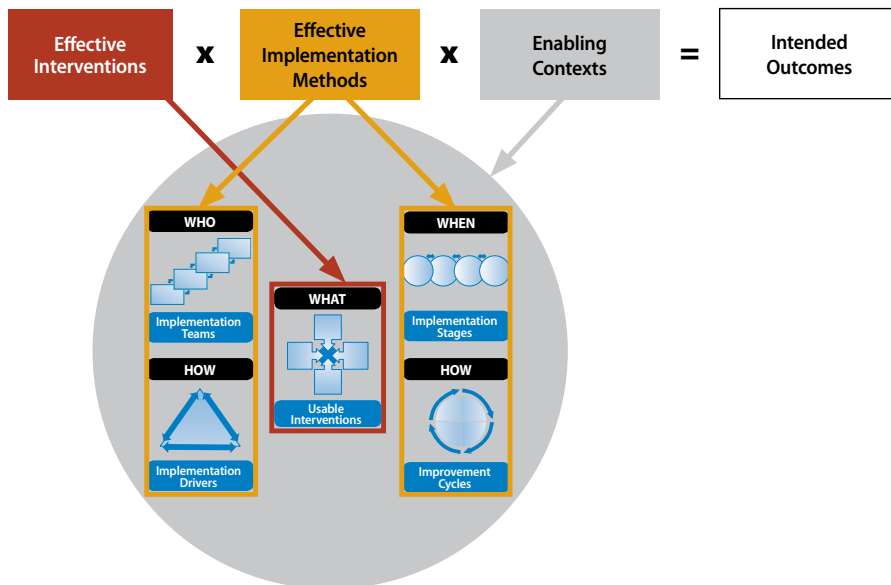 Effective
Interventions
x
Effective
Implementation
Methods
x
Enabling
Contexts
=
Intended
Outcomes
WHO
Implementation
Teams
HOW
Implementation
Drivers
WHAT
Usable
Interventions
WHEN
Implementation
Stages
HOW
Improvement
Cycles